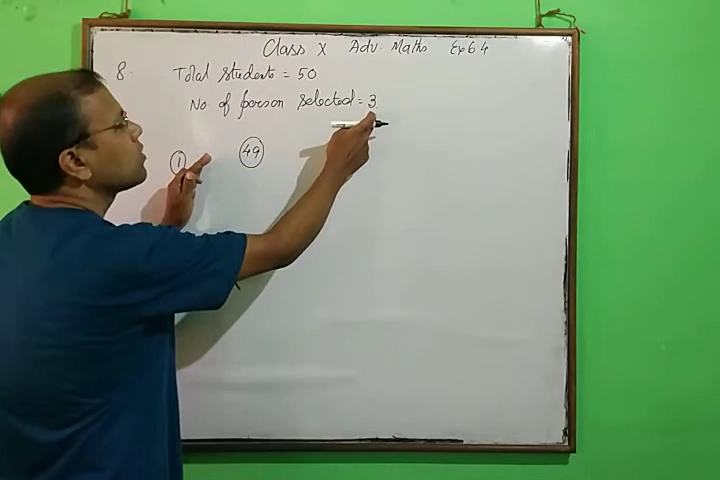 Class X Adv. Maths Ex 6.4
8. Total students = 50
No of person selected = 3
1 49